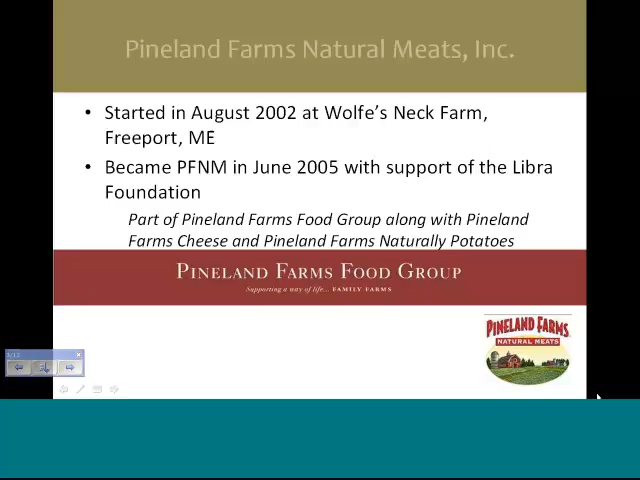 Pineland Farms Natural Meats, Inc.
• Started in August 2002 at Wolfe's Neck Farm,
Freeport, ME
• Became PFNM in June 2005 with support of the Libra
Foundation
Part of Pineland Farms Food Group along with Pineland
Farms Cheese and Pineland Farms Naturally Potatoes
PINELAND FARMS FOOD GROUP
Supporting a way of life... FAMILY FARMS
PINELAND FARMS
NATURAL MEATS
3/13